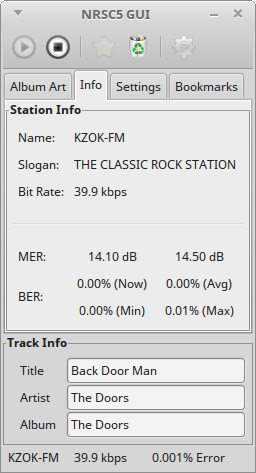 NRSC5 GUI
Album Art Info Settings Bookmarks
Station Info
Name: KZOK-FM
Slogan: THE CLASSIC ROCK STATION
Bit Rate: 39.9 kbps
MER: 14.10 dB 14.50 dB
0.00% (Now) 0.00% (Avg)
BER:
0.00% (Min) 0.01% (Max)
Track Info
Title Back Door Man
Artist The Doors
Album The Doors
KZOK-FM 39.9 kbps 0.001% Error